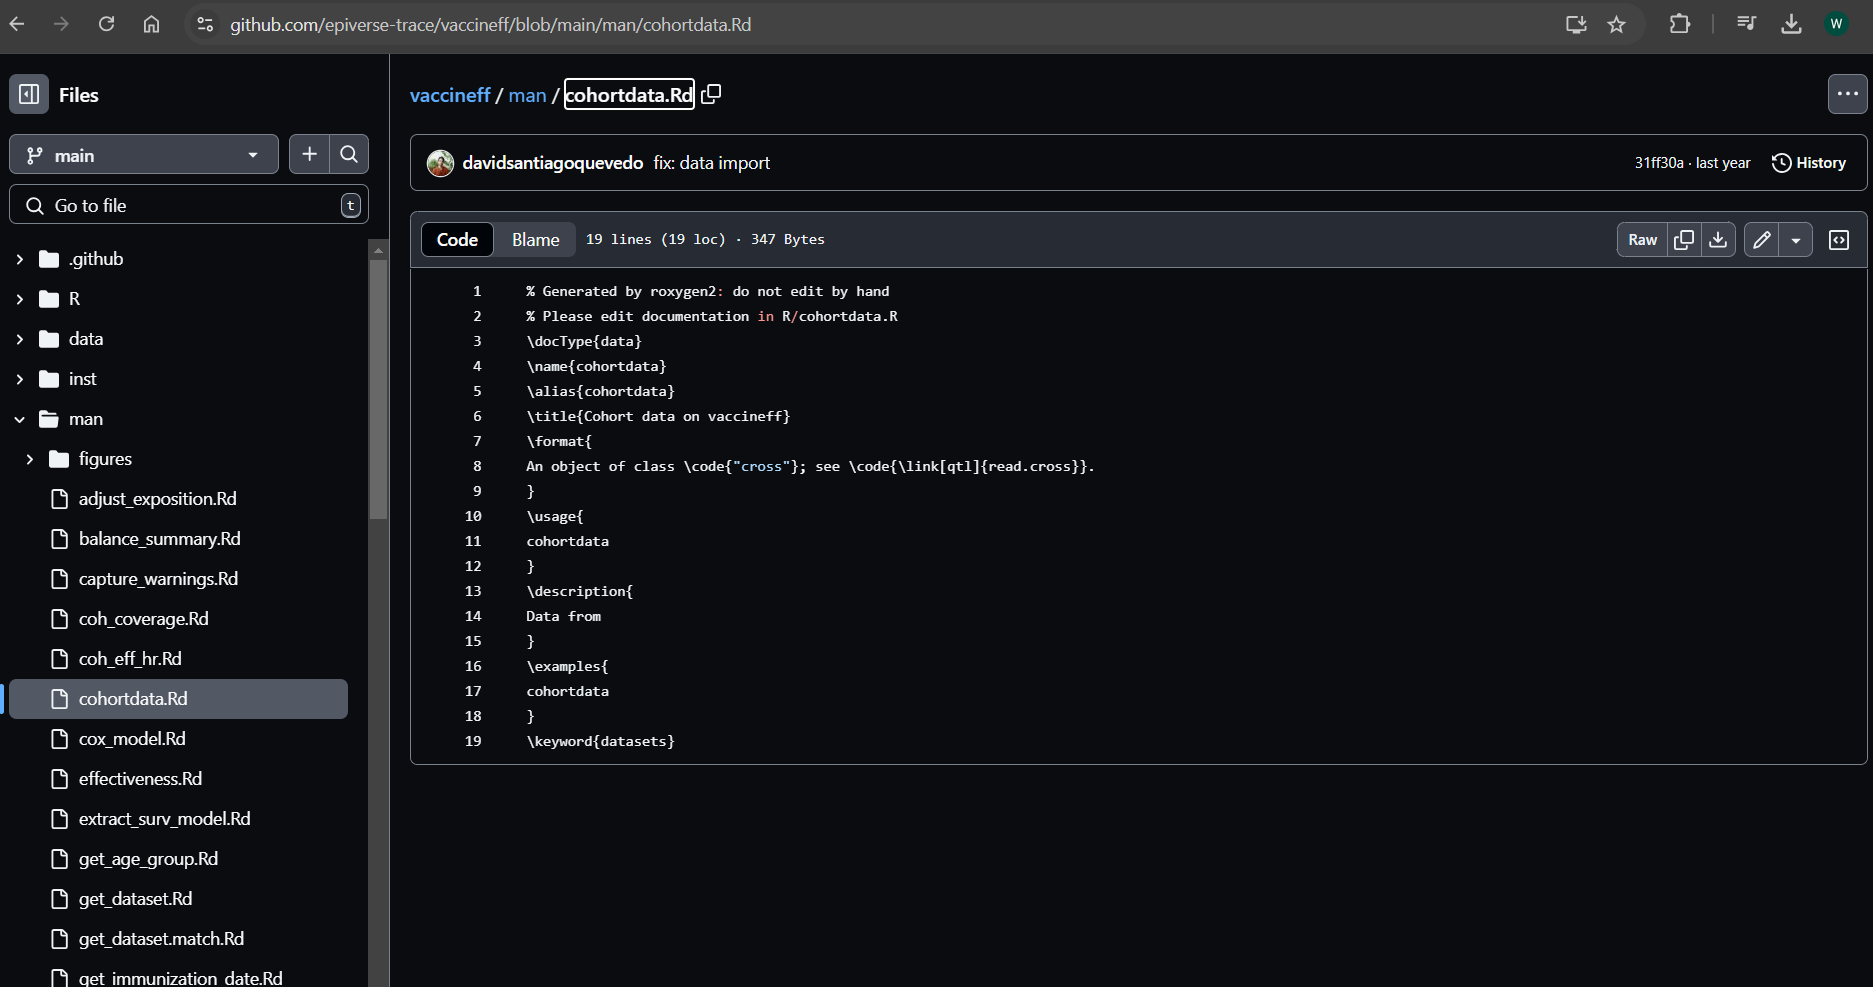 github.com/epiverse-trace/vaccineff/blob/main/man/cohortdata.Rd
W
Files
main
Go to file
t
.github
R
data
inst
man
figures
adjust_exposition.Rd
balance_summary.Rd
capture_warnings.Rd
coh_coverage.Rd
coh_eff_hr.Rd
cohortdata.Rd
cox_model.Rd
effectiveness.Rd
extract_surv_model.Rd
get_age_group.Rd
get_dataset.Rd
get_dataset.match.Rd
get_immunization_date.Rd
vaccineff / man / cohortdata.Rd
davidsantiagoquevedo fix: data import
31ff30a · last year
History
Code
Blame
19 lines (19 loc) · 347 Bytes
Raw
1 % Generated by roxygen2: do not edit by hand
2 % Please edit documentation in R/cohortdata.R
3 \docType{data}
4 \name{cohortdata}
5 \alias{cohortdata}
6 \title{Cohort data on vaccineff}
7 \format{
8 An object of class \code{"cross"}; see \code{\link[qtl]{read.cross}}.
9 }
10 \usage{
11 cohortdata
12 }
13 \description{
14 Data from
15 }
16 \examples{
17 cohortdata
18 }
19 \keyword{datasets}